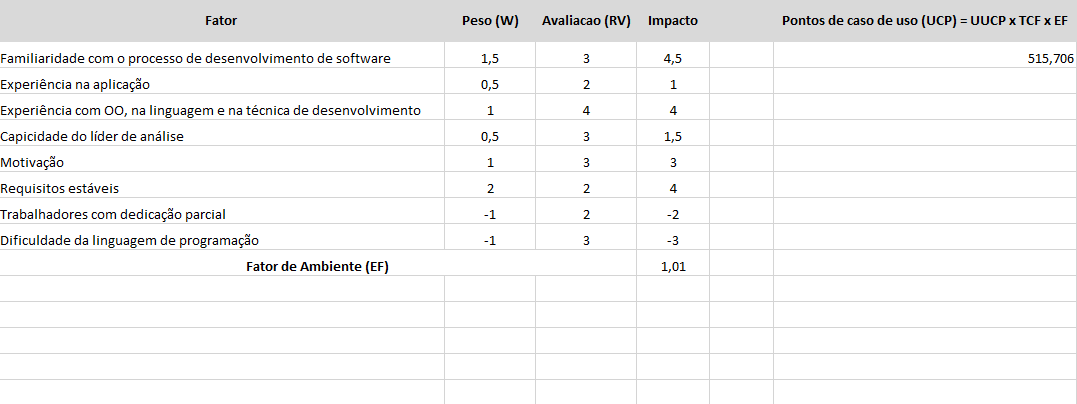 Fator Peso (W) Avaliacao (RV) Impacto Pontos de caso de uso (UCP) = UUCP x TCF x EF
Familiaridade com o processo de desenvolvimento de software 1,5 3 4,5 515,706
Experiência na aplicação 0,5 2 1
Experiência com OO, na linguagem e na técnica de desenvolvimento 1 4 4
Capicidade do líder de análise 0,5 3 1,5
Motivação 1 3 3
Requisitos estáveis 2 2 4
Trabalhadores com dedicação parcial -1 2 -2
Dificuldade da linguagem de programação -1 3 -3
Fator de Ambiente (EF) 1,01